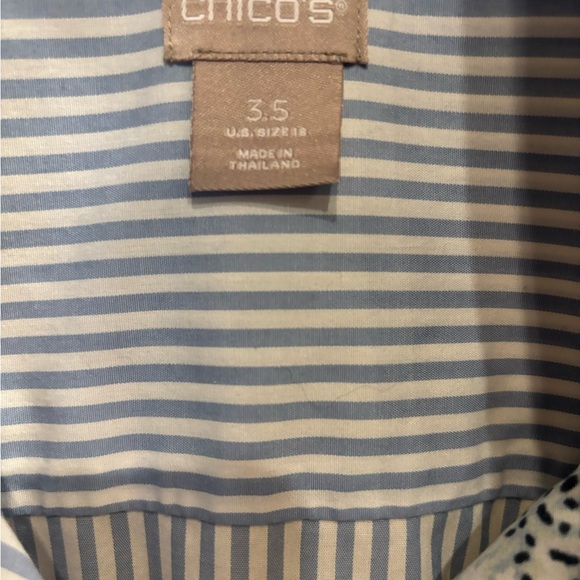 chico's®
3.5
U.S. SIZE 18
MADE IN
THAILAND